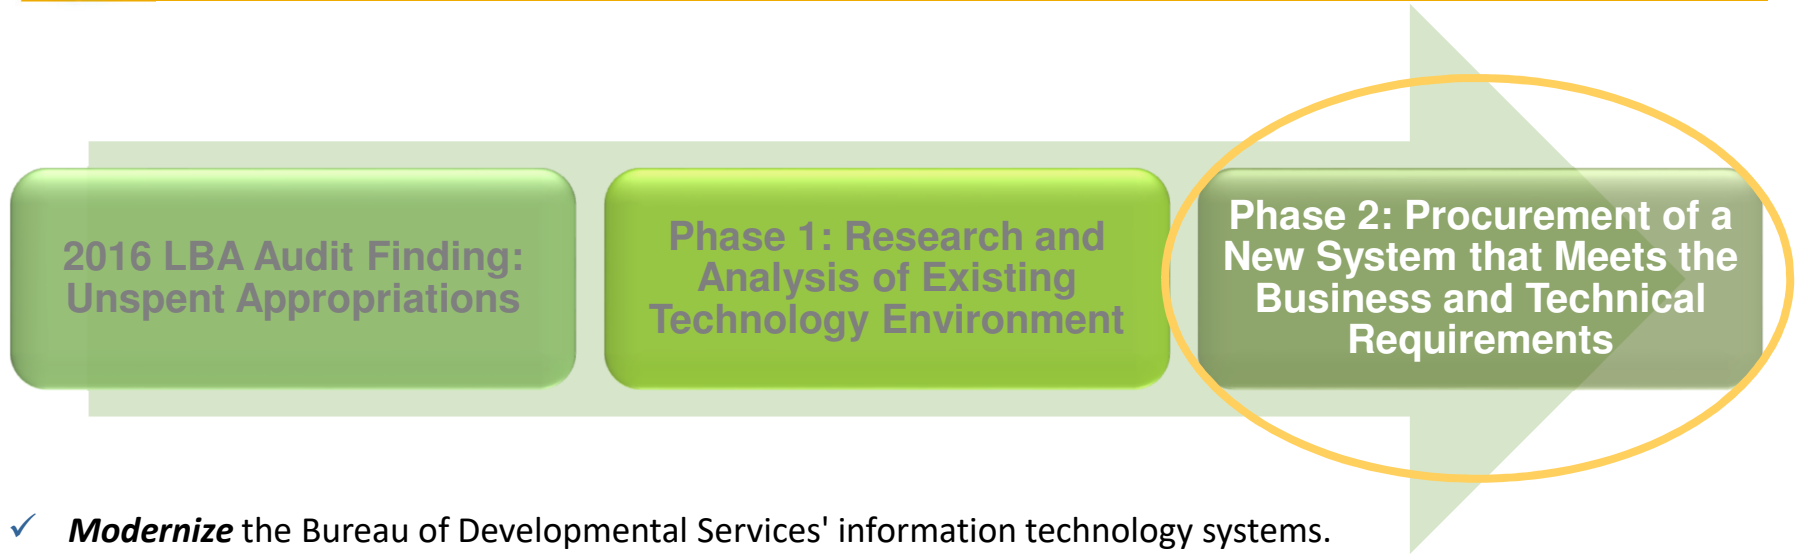 2016 LBA Audit Finding:
Unspent Appropriations
Phase 1: Research and
Analysis of Existing
Technology Environment
Phase 2: Procurement of a
New System that Meets the
Business and Technical
Requirements
✓ Modernize the Bureau of Developmental Services' information technology systems.